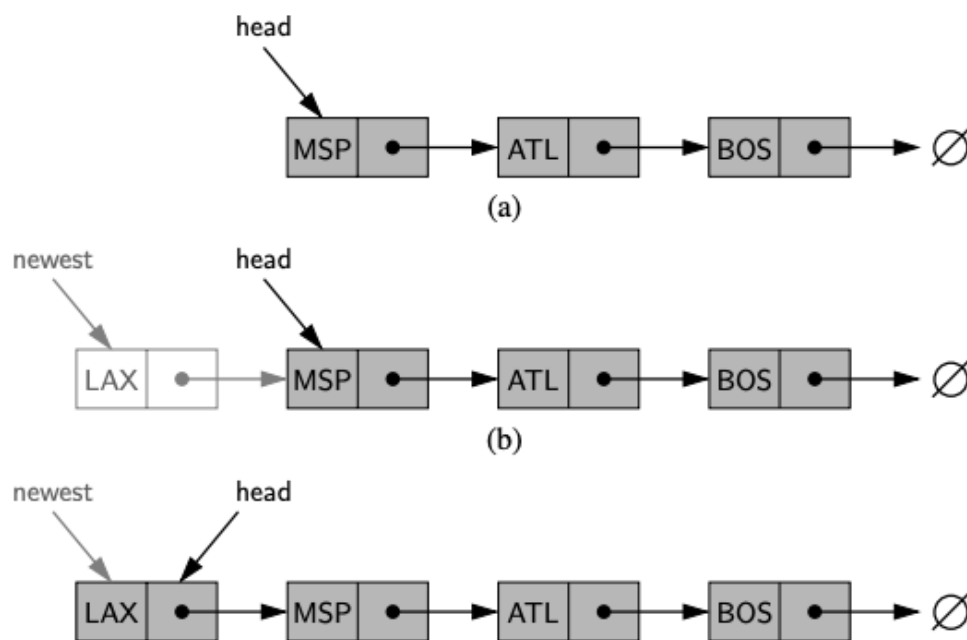 head
MSP ATL BOS ∅
(a)
newest head
LAX MSP ATL BOS ∅
(b)
newest head
LAX MSP ATL BOS ∅